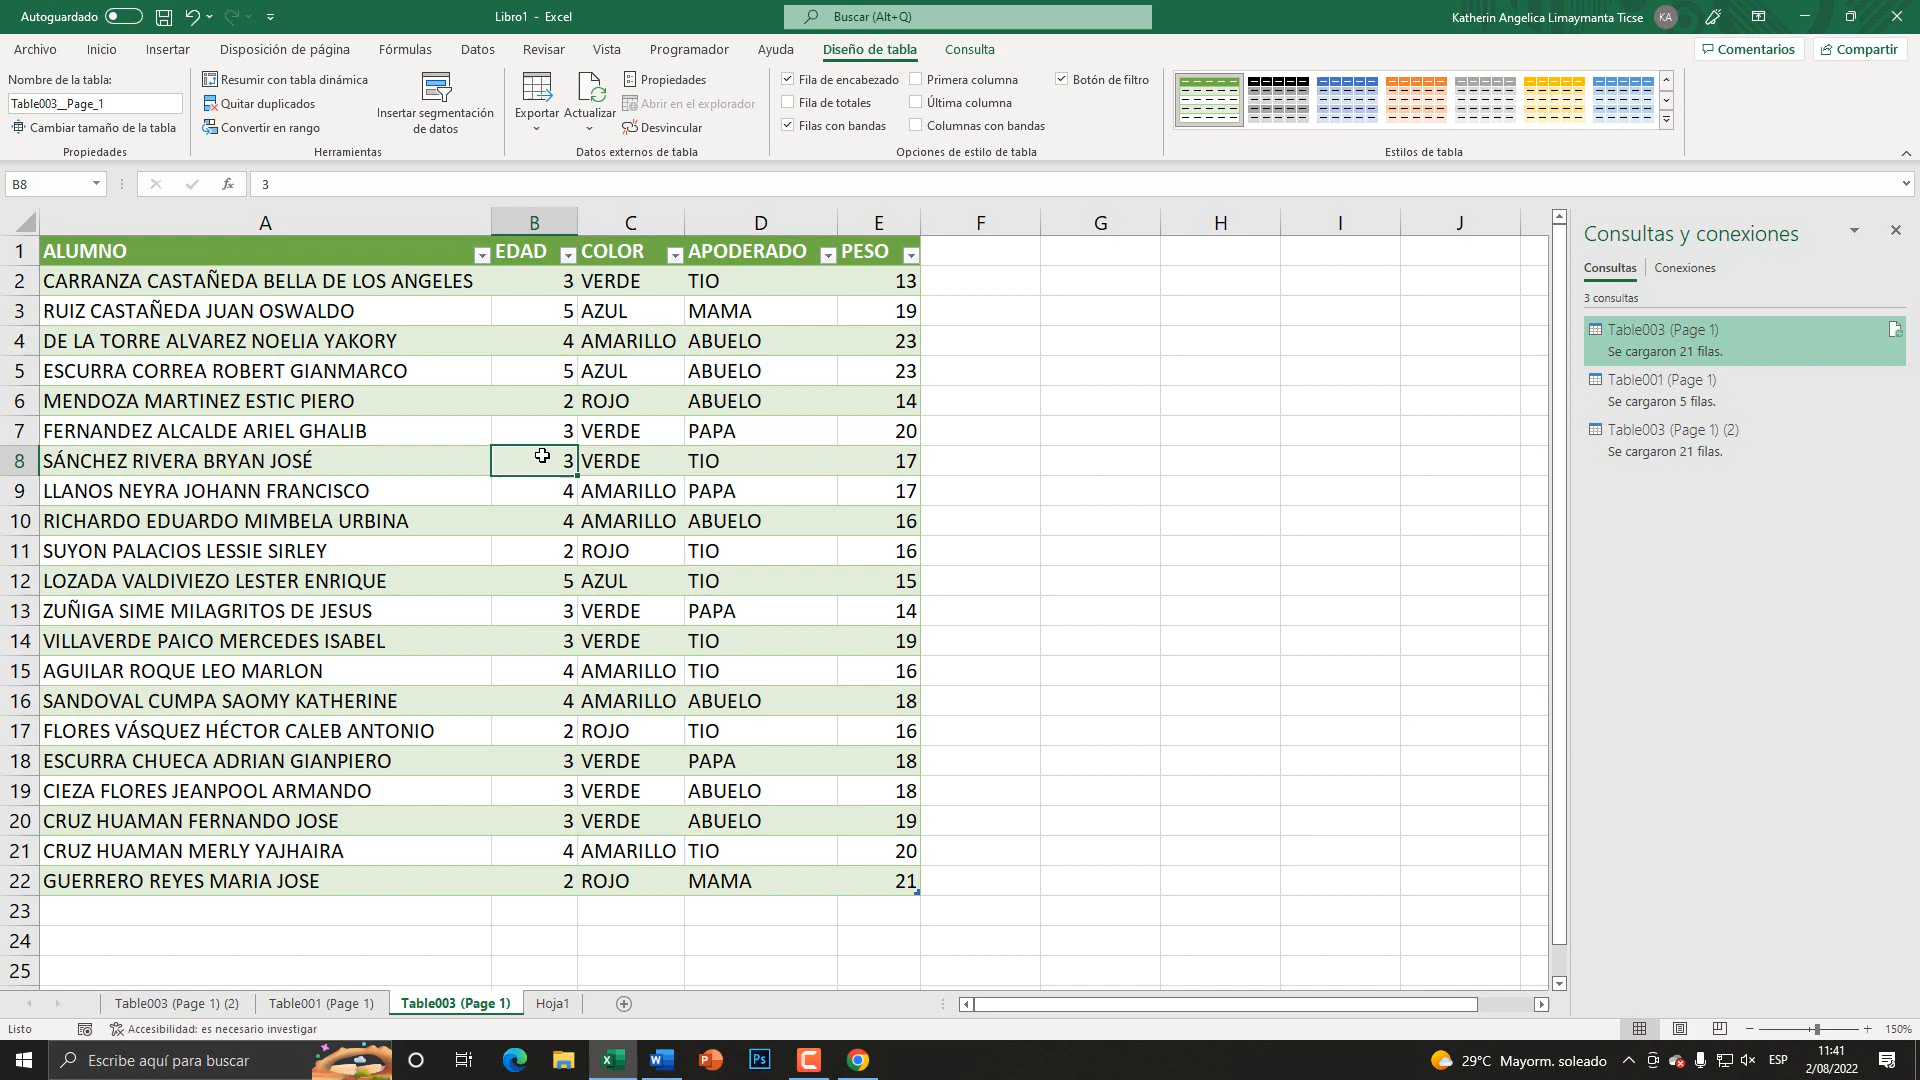 Autoguardado
Libro1 - Excel
Buscar (Alt+Q)
Katherin Angelica Limaymanta Ticse KA
Archivo Inicio Insertar Disposición de página Fórmulas Datos Revisar Vista Programador Ayuda Diseño de tabla Consulta Comentarios Compartir
Nombre de la tabla:
Table003__Page_1
Cambiar tamaño de la tabla
Propiedades
Resumir con tabla dinámica
Quitar duplicados
Convertir en rango
Insertar segmentación
de datos
Herramientas
Exportar
Actualizar
Propiedades
Abrir en el explorador
Desvincular
Datos externos de tabla
Fila de encabezado
Fila de totales
Filas con bandas
Primera columna
Última columna
Columnas con bandas
Botón de filtro
Opciones de estilo de tabla
Estilos de tabla
B8 fx 3
A B C D E F G H I J
1 ALUMNO EDAD COLOR APODERADO PESO
2 CARRANZA CASTAÑEDA BELLA DE LOS ANGELES 3 VERDE TIO 13
3 RUIZ CASTAÑEDA JUAN OSWALDO 5 AZUL MAMA 19
4 DE LA TORRE ALVAREZ NOELIA YAKORY 4 AMARILLO ABUELO 23
5 ESCURRA CORREA ROBERT GIANMARCO 5 AZUL ABUELO 23
6 MENDOZA MARTINEZ ESTIC PIERO 2 ROJO ABUELO 14
7 FERNANDEZ ALCALDE ARIEL GHALIB 3 VERDE PAPA 20
8 SÁNCHEZ RIVERA BRYAN JOSÉ 3 VERDE TIO 17
9 LLANOS NEYRA JOHANN FRANCISCO 4 AMARILLO PAPA 17
10 RICHARDO EDUARDO MIMBELA URBINA 4 AMARILLO ABUELO 16
11 SUYON PALACIOS LESSIE SIRLEY 2 ROJO TIO 16
12 LOZADA VALDIVIEZO LESTER ENRIQUE 5 AZUL TIO 15
13 ZUÑIGA SIME MILAGRITOS DE JESUS 3 VERDE PAPA 14
14 VILLAVERDE PAICO MERCEDES ISABEL 3 VERDE TIO 19
15 AGUILAR ROQUE LEO MARLON 4 AMARILLO TIO 16
16 SANDOVAL CUMPA SAOMY KATHERINE 4 AMARILLO ABUELO 18
17 FLORES VÁSQUEZ HÉCTOR CALEB ANTONIO 2 ROJO TIO 16
18 ESCURRA CHUECA ADRIAN GIANPIERO 3 VERDE PAPA 18
19 CIEZA FLORES JEANPOOL ARMANDO 3 VERDE ABUELO 18
20 CRUZ HUAMAN FERNANDO JOSE 3 VERDE ABUELO 19
21 CRUZ HUAMAN MERLY YAJHAIRA 4 AMARILLO TIO 20
22 GUERRERO REYES MARIA JOSE 2 ROJO MAMA 21
23
24
25
Consultas y conexiones
Consultas Conexiones
3 consultas
Table003 (Page 1)
Se cargaron 21 filas.
Table001 (Page 1)
Se cargaron 5 filas.
Table003 (Page 1) (2)
Se cargaron 21 filas.
Table003 (Page 1) (2) Table001 (Page 1) Table003 (Page 1) Hoja1
Listo Accesibilidad: es necesario investigar 150%
Escribe aquí para buscar
29°C Mayorm. soleado
ESP
11:41
2/08/2022